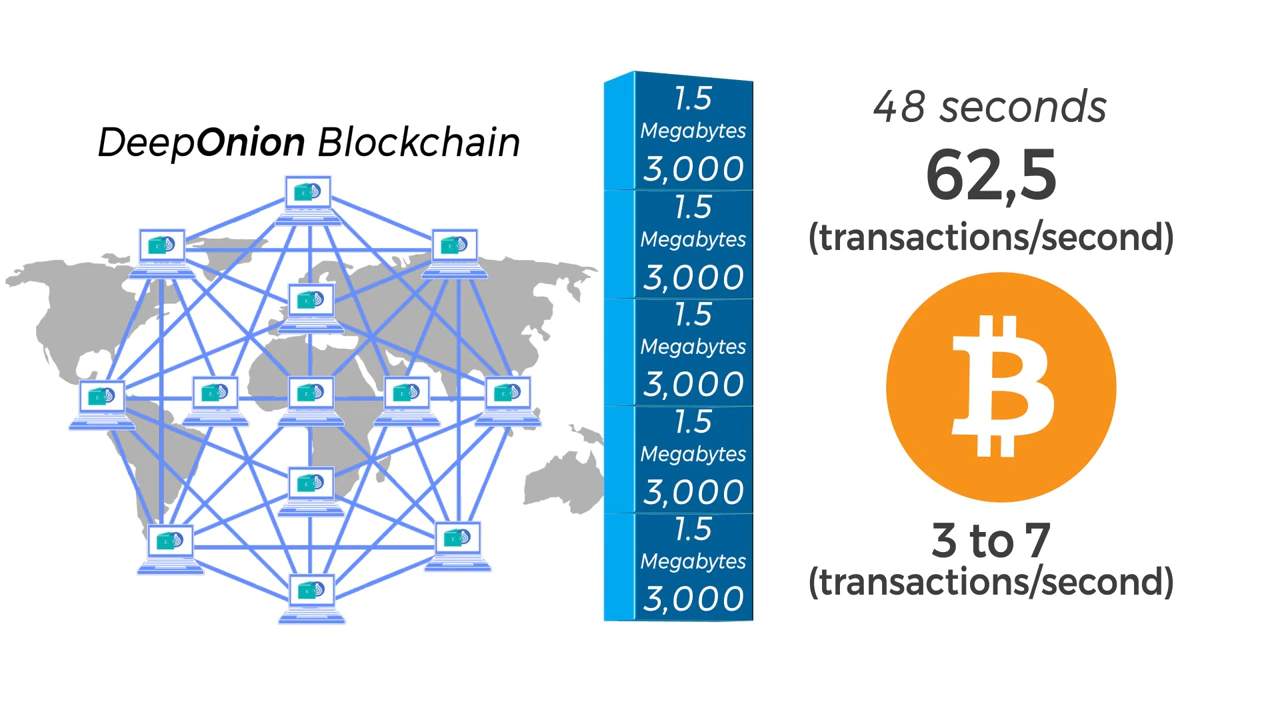 DeepOnion Blockchain
1.5
Megabytes
3,000
1.5
Megabytes
3,000
1.5
Megabytes
3,000
1.5
Megabytes
3,000
1.5
Megabytes
3,000
48 seconds
62,5
(transactions/second)
3 to 7
(transactions/second)